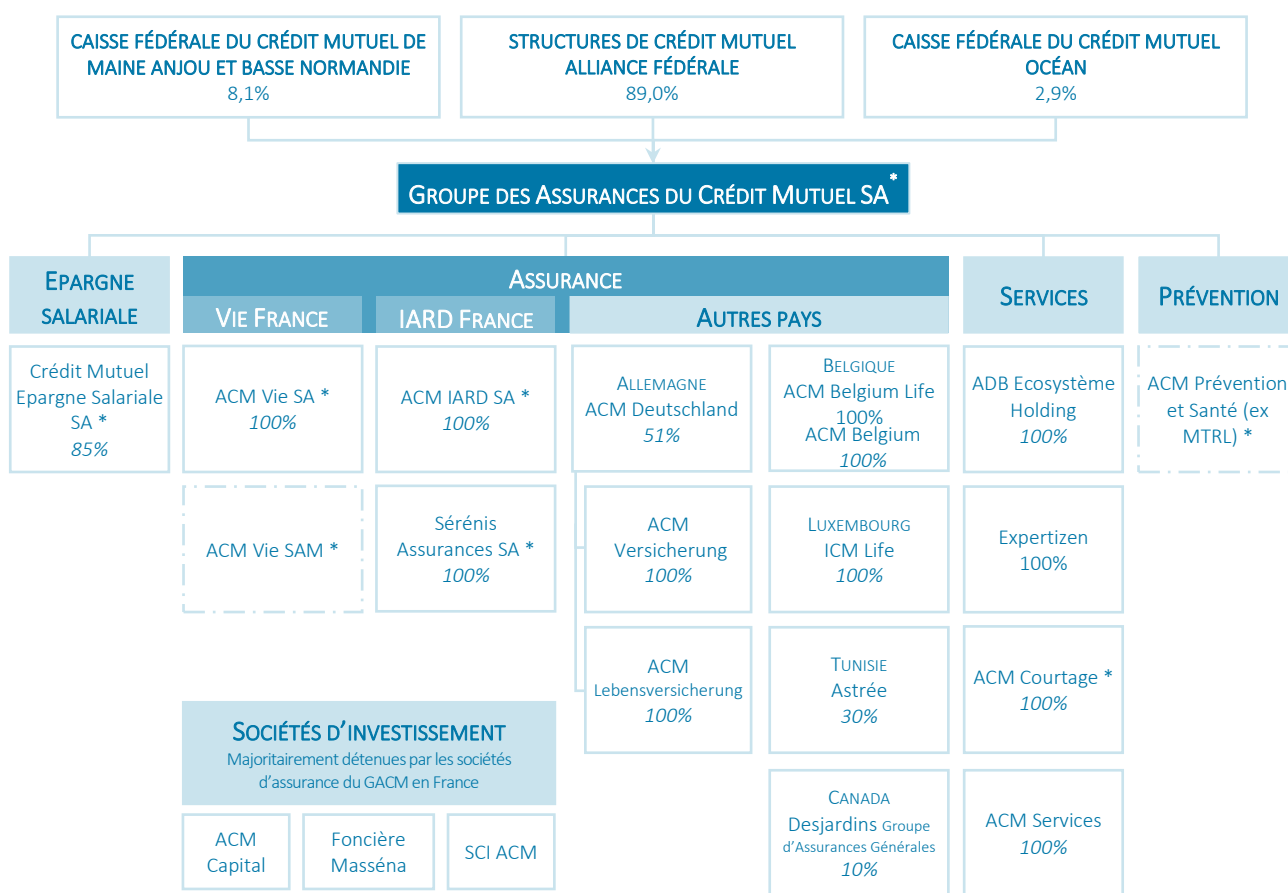 CAISSE FÉDÉRALE DU CRÉDIT MUTUEL DE
MAINE ANJOU ET BASSE NORMANDIE
8,1%
STRUCTURES DE CRÉDIT MUTUEL
ALLIANCE FÉDÉRALE
89,0%
CAISSE FÉDÉRALE DU CRÉDIT MUTUEL
OCÉAN
2,9%
GROUPE DES ASSURANCES DU CRÉDIT MUTUEL SA*
EPARGNE
SALARIALE
ASSURANCE
VIE FRANCE
IARD FRANCE
AUTRES PAYS
SERVICES
PRÉVENTION
Crédit Mutuel
Epargne Salariale
SA *
85%
ACM Vie SA *
100%
ACM IARD SA *
100%
ALLEMAGNE
ACM Deutschland
51%
BELGIQUE
ACM Belgium Life
100%
ACM Belgium
100%
ADB Ecosystème
Holding
100%
ACM Prévention
et Santé (ex
MTRL) *
ACM Vie SAM *
Sérénis
Assurances SA *
100%
ACM
Versicherung
100%
LUXEMBOURG
ICM Life
100%
Expertizen
100%
ACM
Lebensversicherung
100%
TUNISIE
Astrée
30%
ACM Courtage *
100%
SOCIÉTÉS D'INVESTISSEMENT
Majoritairement détenues par les sociétés
d'assurance du GACM en France
ACM
Capital
Foncière
Masséna
SCI ACM
CANADA
Desjardins Groupe
d'Assurances Générales
10%
ACM Services
100%